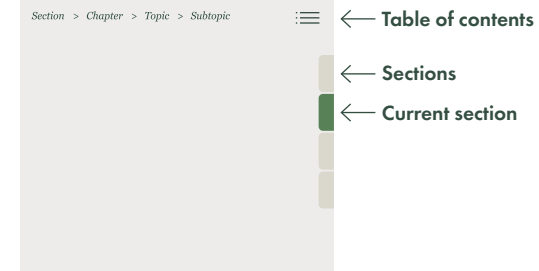 Section > Chapter > Topic > Subtopic
Table of contents
Sections
Current section